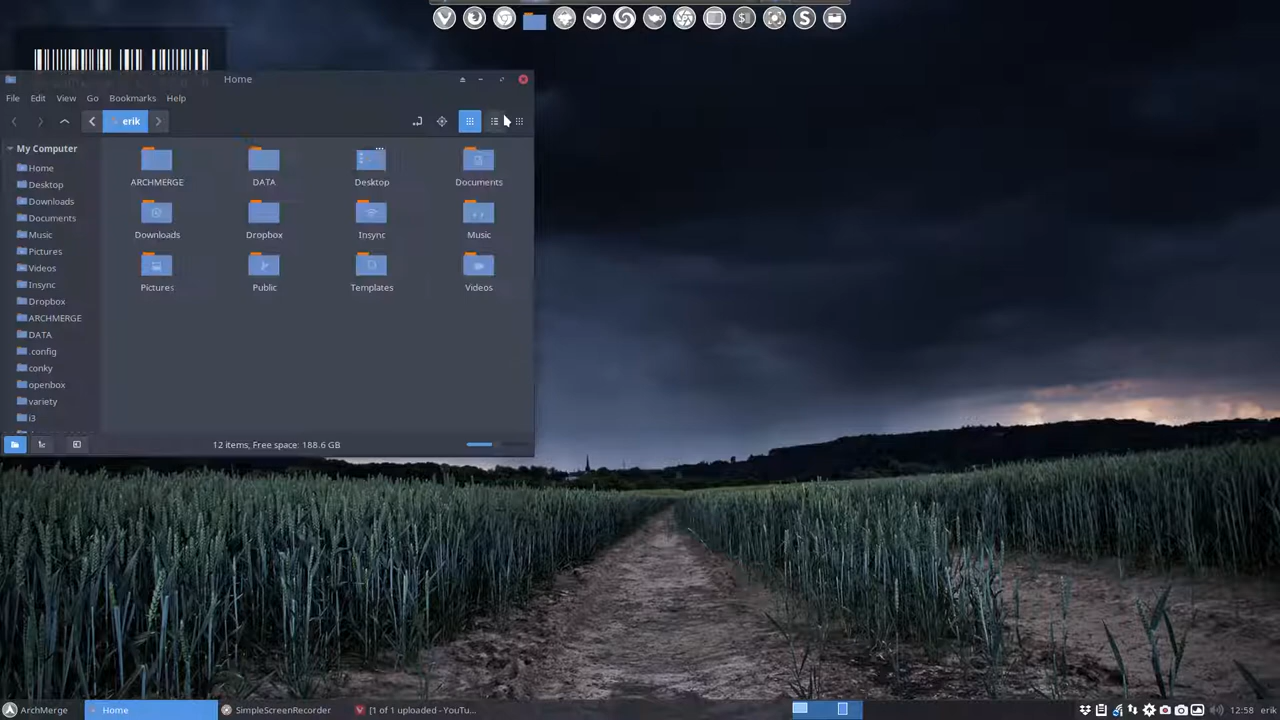 Home
File Edit View Go Bookmarks Help
erik
My Computer
Home
Desktop
Downloads
Documents
Music
Pictures
Videos
Insync
Dropbox
ARCHMERGE
DATA
.config
conky
openbox
variety
i3
ARCHMERGE DATA Desktop Documents
Downloads Dropbox Insync Music
Pictures Public Templates Videos
12 items, Free space: 188.6 GB
ArchMerge Home SimpleScreenRecorder [1 of 1 uploaded - YouTu... 12:58 erik